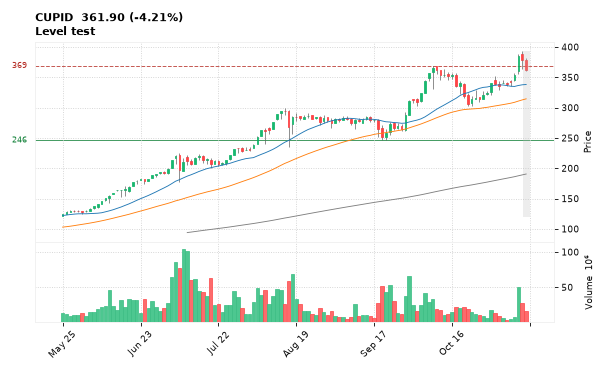 CUPID 361.90 (-4.21%)
Level test
369
246
400
350
300
250
200
150
100
Price
100
50
Volume 10⁴
May 25
Jun 23
Jul 22
Aug 19
Sep 17
Oct 16